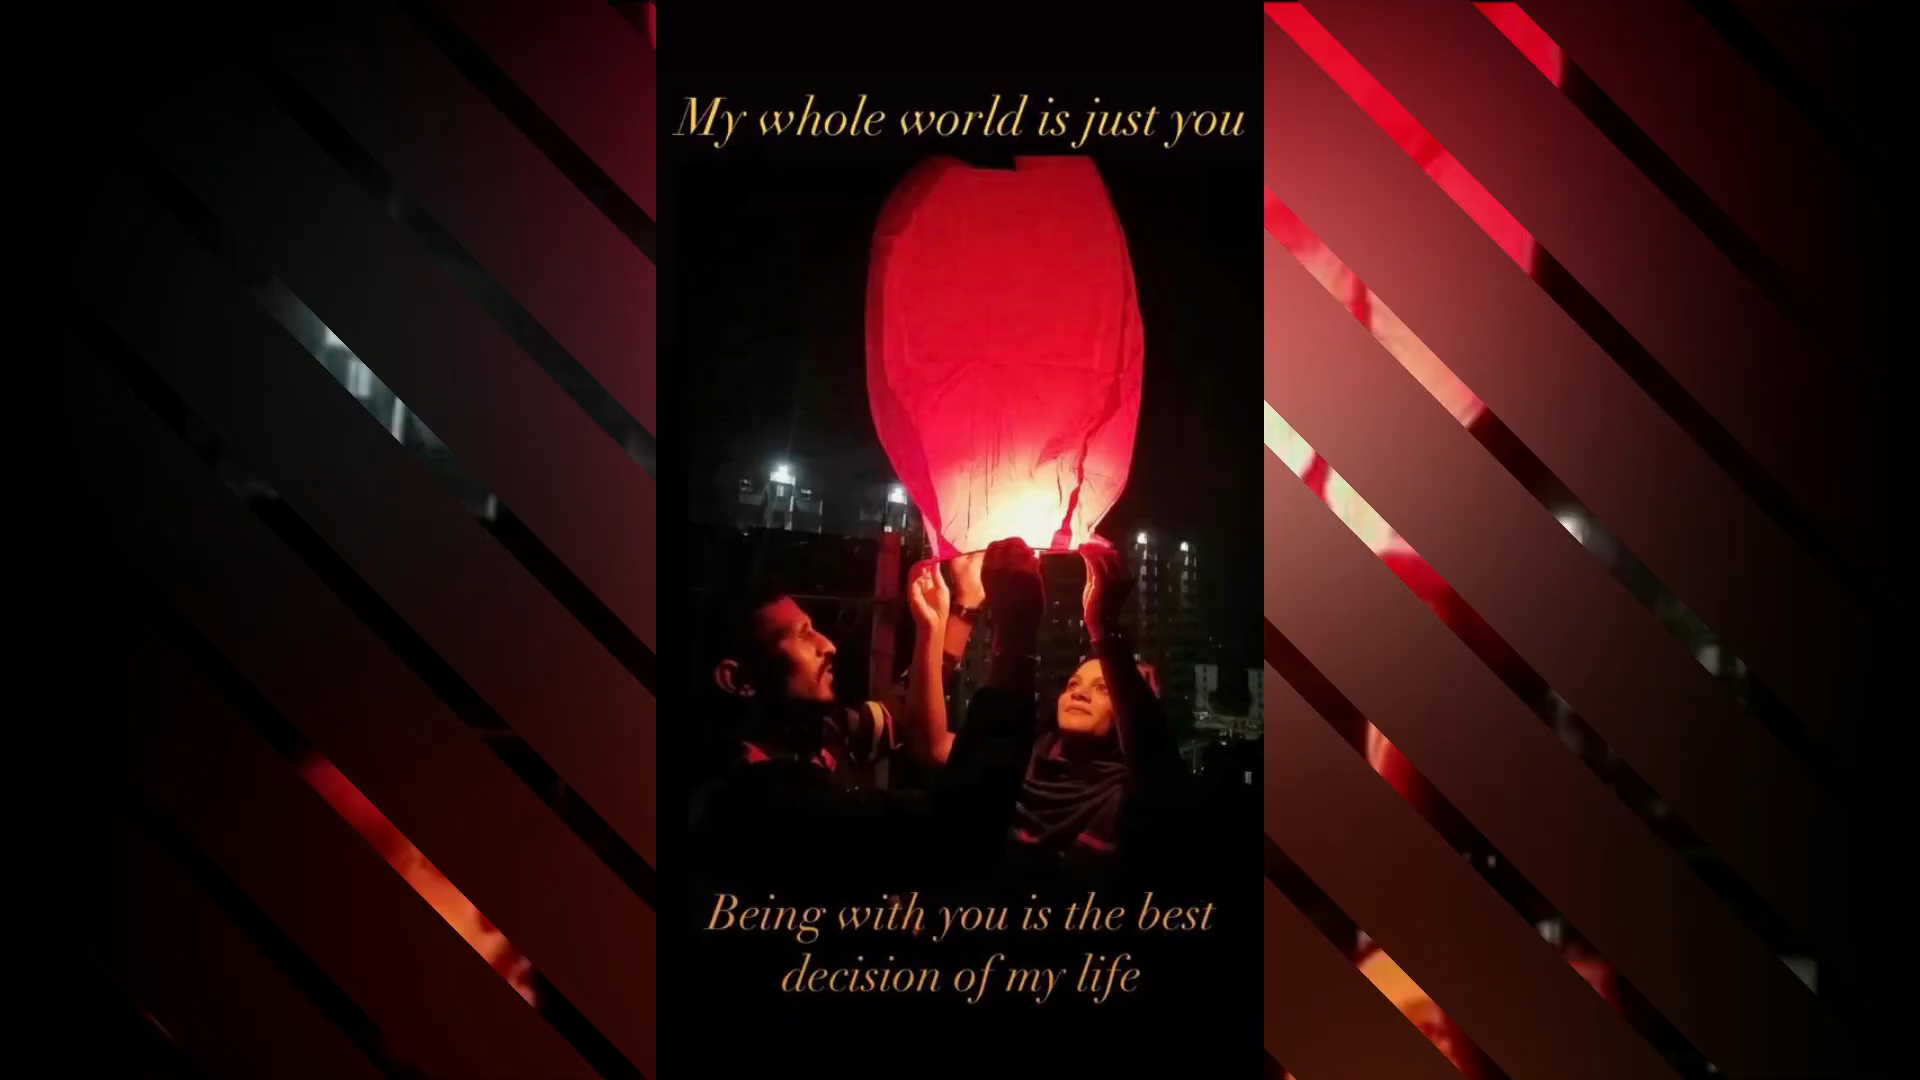 My whole world is just you
Being with you is the best
decision of my life